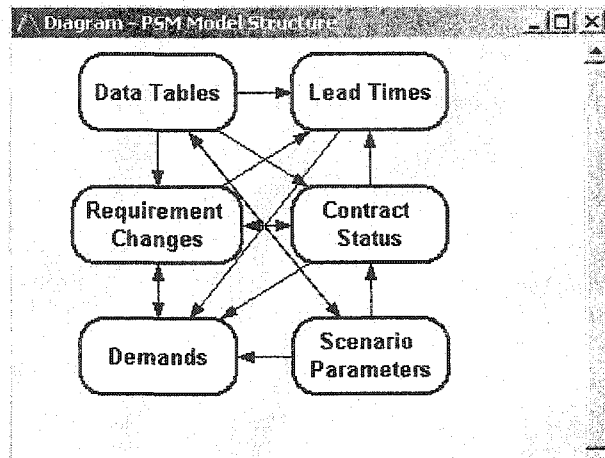 Diagram - PSM Model Structure
Data Tables
Lead Times
Requirement
Changes
Contract
Status
Demands
Scenario
Parameters